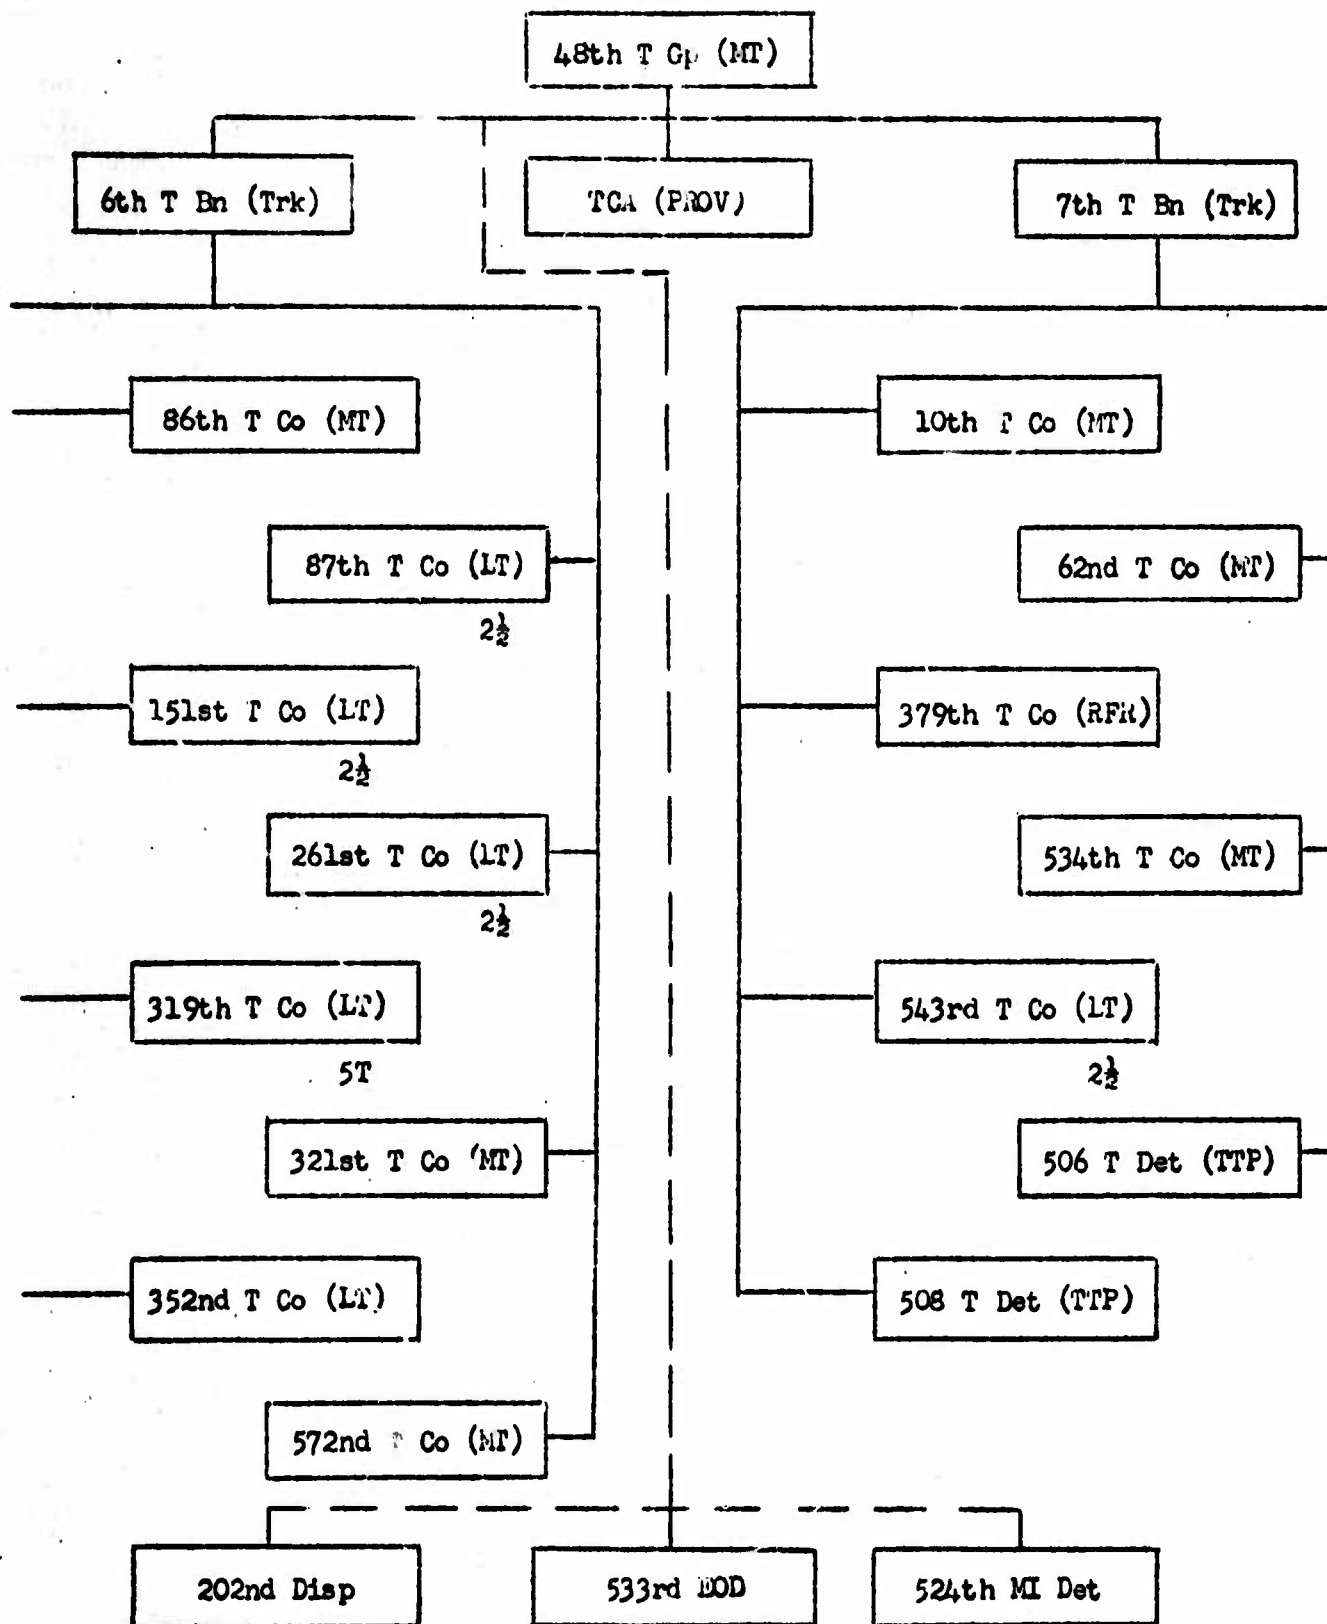 48th T Gp (MT)
6th T Bn (Trk)
TCA (PROV)
7th T Bn (Trk)
86th T Co (MT)
10th T Co (MT)
87th T Co (LT)
2½
62nd T Co (MT)
151st T Co (LT)
2½
379th T Co (RFR)
261st T Co (LT)
2½
534th T Co (MT)
319th T Co (LT)
5T
543rd T Co (LT)
2½
321st T Co (MT)
506 T Det (TTP)
352nd T Co (LT)
508 T Det (TTP)
572nd T Co (MT)
202nd Disp
533rd EOD
524th MI Det